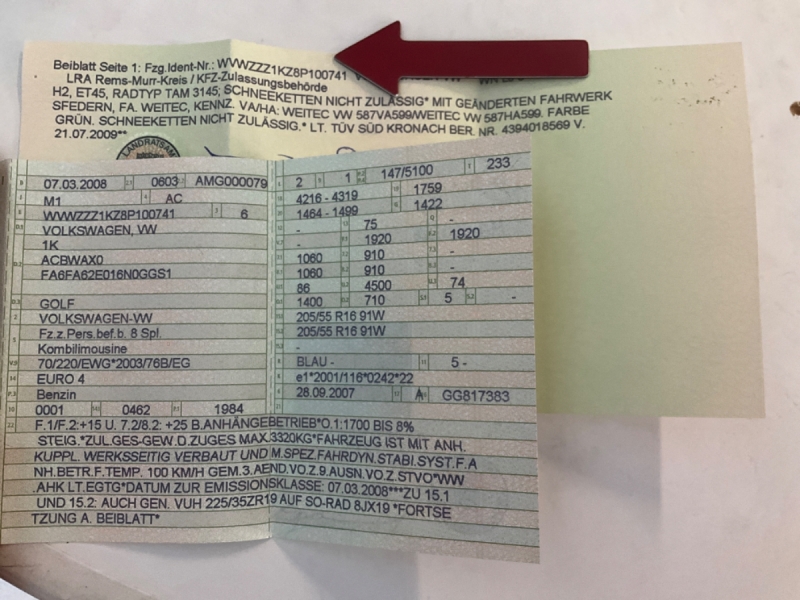 Beiblatt Seite 1: Fzg.Ident-Nr.: WVWZZZ1KZ8P100741
LRA Rems-Murr-Kreis / KFZ-Zulassungsbehörde
H2, ET45, RADTYP TAM 3145; SCHNEEKETTEN NICHT ZULÄSSIG* MIT GEÄNDERTEN FAHRWERK
SFEDERN, FA. WEITEC, KENNZ. VA/HA: WEITEC VW 587VA599/WEITEC VW 587HA599. FARBE
GRÜN. SCHNEEKETTEN NICHT ZULÄSSIG.* LT. TÜV SÜD KRONACH BER. NR. 4394018569 V.
21.07.2009**
LANDRATSAM
07.03.2008 0603 AMG000079
M1 AC
WVWZZZ1KZ8P100741 6
VOLKSWAGEN, VW
1K
ACBWAX0
FA6FA62E016N0GGS1
GOLF
VOLKSWAGEN-VW
Fz.z.Pers.bef.b. 8 Spl.
Kombilimousine
70/220/EWG*2003/76B/EG
EURO 4
Benzin
0001 0462 1984
2 1 147/5100 233
4216 - 4319 1759
1464 - 1499 1422
- 75 -
- 1920 1920
1060 910 -
1060 910 -
86 4500 74
1400 710 5 -
205/55 R16 91W
205/55 R16 91W
-
BLAU - 5 -
e1*2001/116*0242*22
28.09.2007 A GG817383
F.1/F.2:+15 U. 7.2/8.2: +25 B.ANHÄNGEBETRIEB*O.1:1700 BIS 8%
STEIG.*ZUL.GES-GEW.D.ZUGES MAX.3320KG*FAHRZEUG IST MIT ANH.
KUPPL. WERKSSEITIG VERBAUT UND M.SPEZ.FAHRDYN.STABI.SYST.F.A
NH.BETR.F.TEMP. 100 KM/H GEM.3.AEND.VO.Z.9.AUSN.VO.Z.STVO*WW
.AHK LT.EGTG*DATUM ZUR EMISSIONSKLASSE: 07.03.2008***ZU 15.1
UND 15.2: AUCH GEN. VUH 225/35ZR19 AUF SO-RAD 8JX19 *FORTSE
TZUNG A. BEIBLATT*